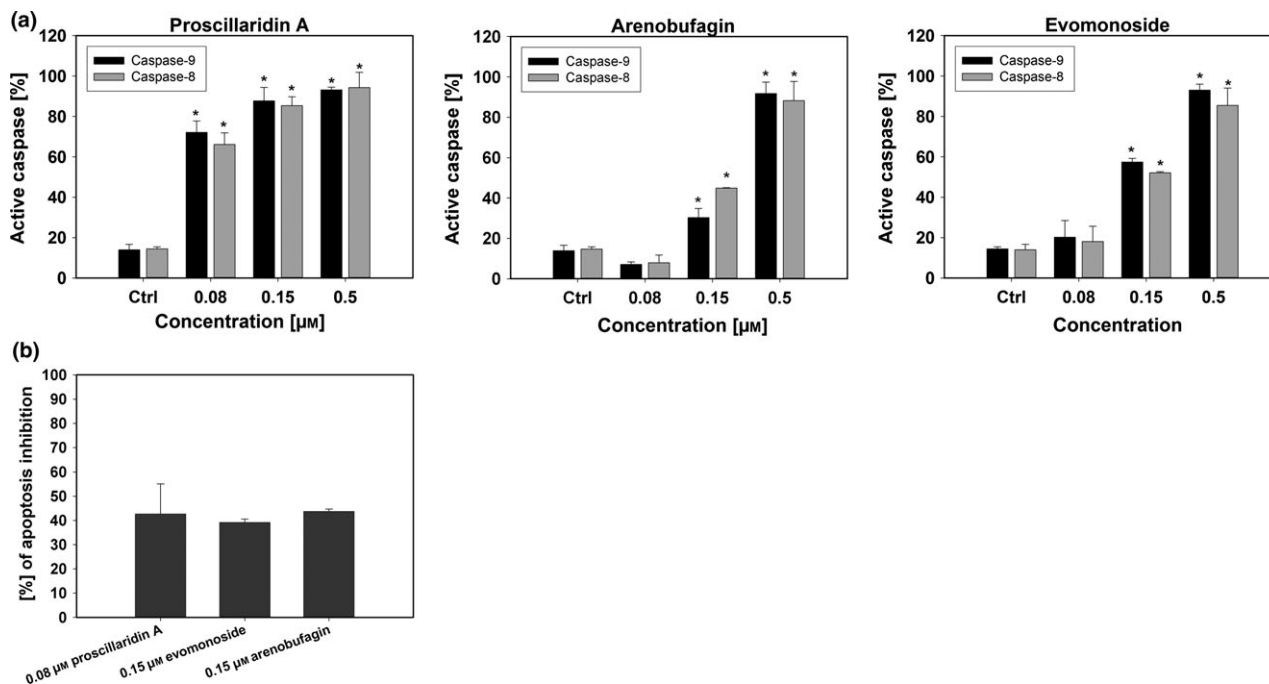 (a)
Proscillaridin A
Active caspase [%]
120
100
80
60
40
20
0
Caspase-9
Caspase-8
* * * * * *
Ctrl 0.08 0.15 0.5
Concentration [µM]
Arenobufagin
Active caspase [%]
120
100
80
60
40
20
0
Caspase-9
Caspase-8
* * * *
Ctrl 0.08 0.15 0.5
Concentration [µM]
Evomonoside
Active caspase [%]
120
100
80
60
40
20
0
Caspase-9
Caspase-8
* * * *
Ctrl 0.08 0.15 0.5
Concentration
(b)
[%] of apoptosis inhibition
100
90
80
70
60
50
40
30
20
10
0
0.08 µM proscillaridin A
0.15 µM evomonoside
0.15 µM arenobufagin